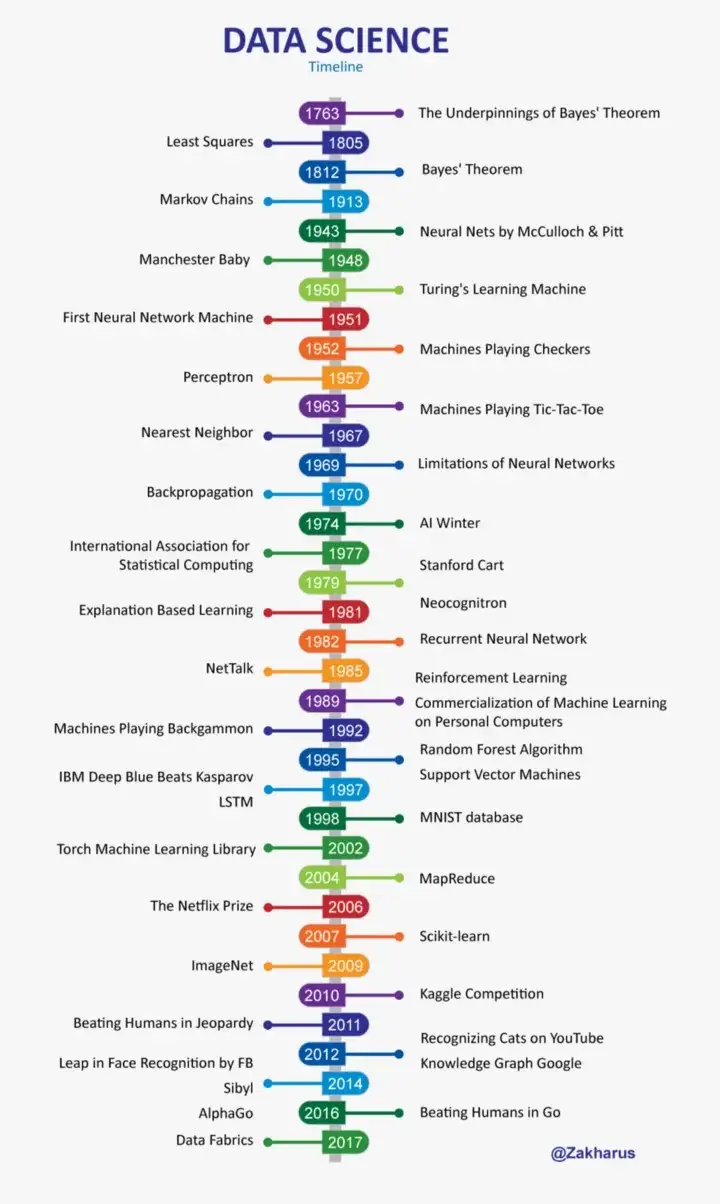 DATA SCIENCE
Timeline
1763 The Underpinnings of Bayes' Theorem
Least Squares 1805
1812 Bayes' Theorem
Markov Chains 1913
1943 Neural Nets by McCulloch & Pitt
Manchester Baby 1948
1950 Turing's Learning Machine
First Neural Network Machine 1951
1952 Machines Playing Checkers
Perceptron 1957
1963 Machines Playing Tic-Tac-Toe
Nearest Neighbor 1967
1969 Limitations of Neural Networks
Backpropagation 1970
1974 AI Winter
International Association for
Statistical Computing 1977
Stanford Cart
1979
Neocognitron
Explanation Based Learning 1981
1982 Recurrent Neural Network
NetTalk 1985
Reinforcement Learning
1989 Commercialization of Machine Learning
on Personal Computers
Machines Playing Backgammon 1992
Random Forest Algorithm
1995
Support Vector Machines
IBM Deep Blue Beats Kasparov
1997
LSTM
1998 MNIST database
Torch Machine Learning Library 2002
2004 MapReduce
The Netflix Prize 2006
2007 Scikit-learn
ImageNet 2009
2010 Kaggle Competition
Beating Humans in Jeopardy 2011
Recognizing Cats on YouTube
2012
Knowledge Graph Google
Leap in Face Recognition by FB
Sibyl 2014
AlphaGo 2016 Beating Humans in Go
Data Fabrics 2017
@Zakharus